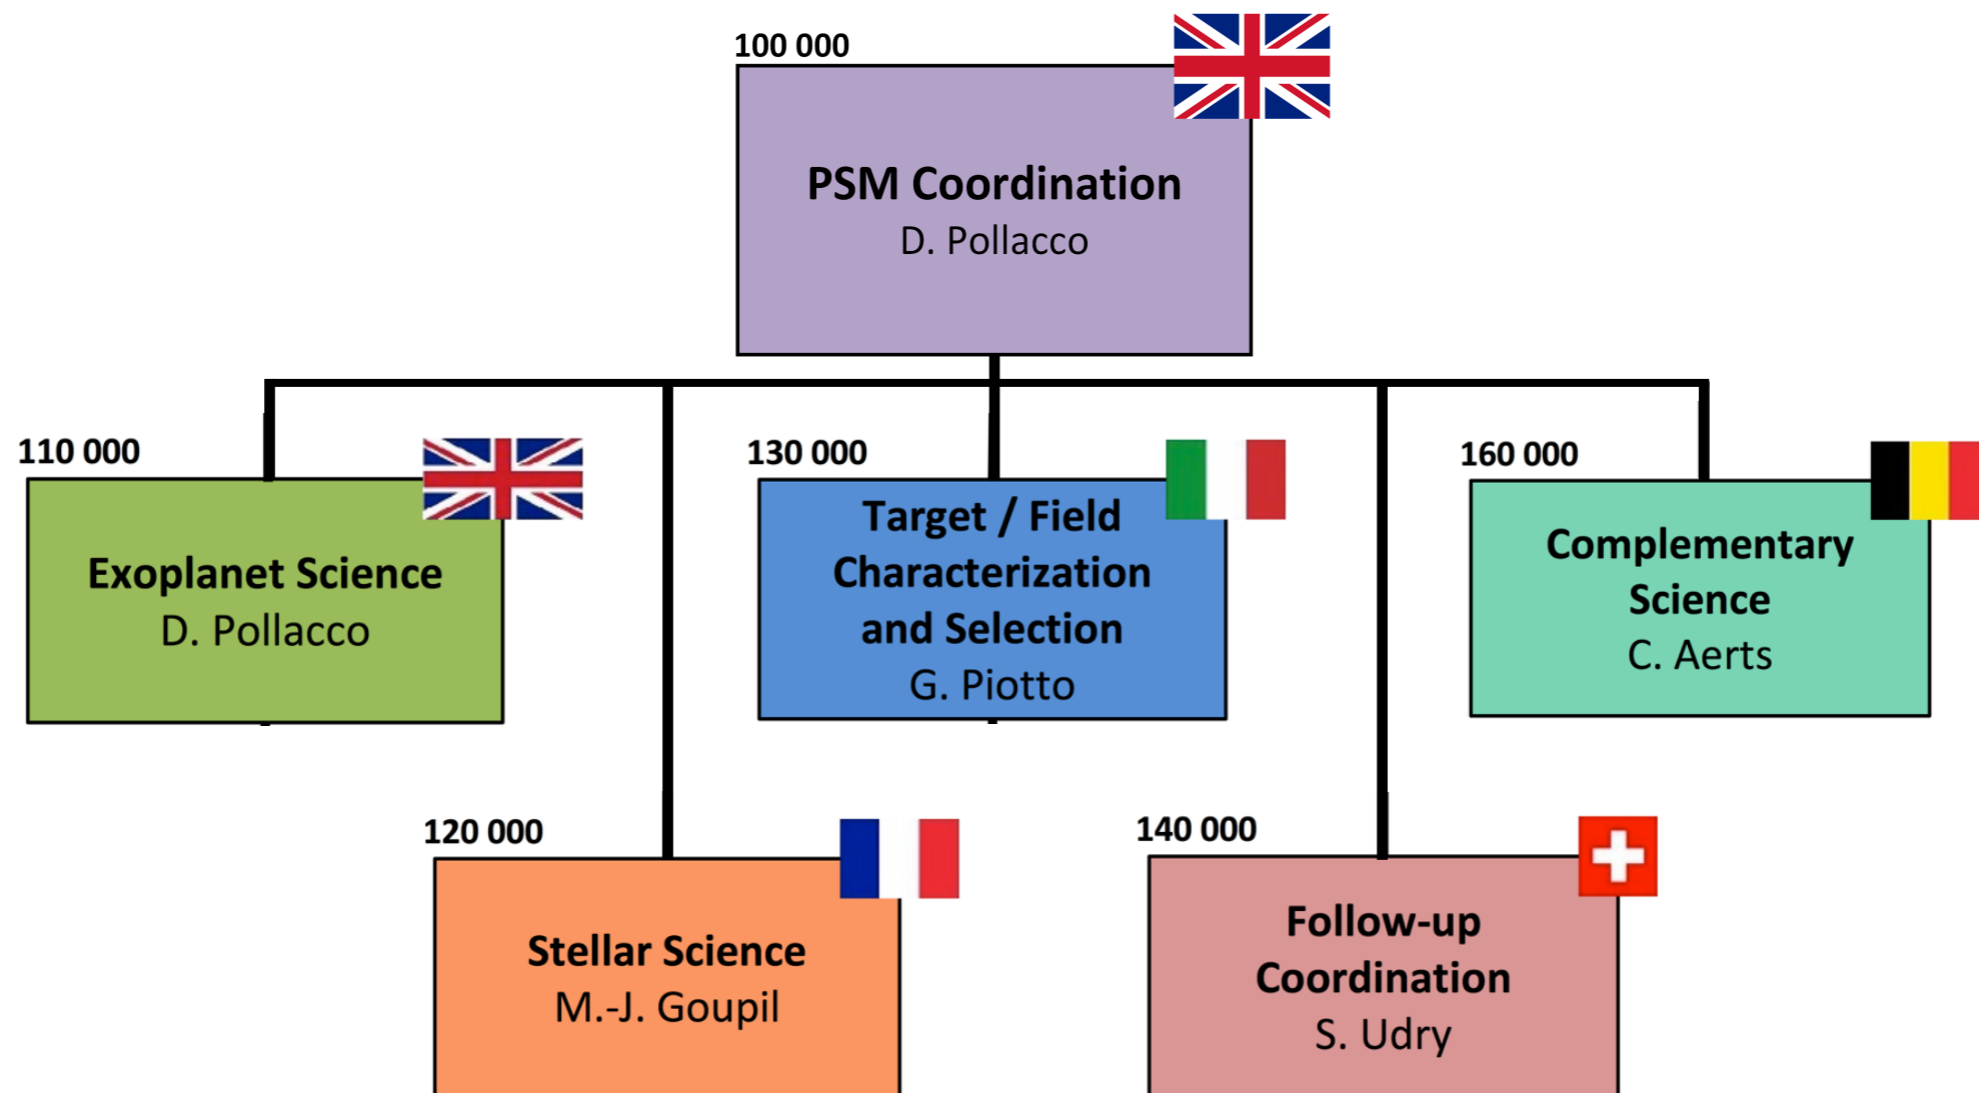 100 000
PSM Coordination
D. Pollacco
110 000
Exoplanet Science
D. Pollacco
130 000
Target / Field
Characterization
and Selection
G. Piotto
160 000
Complementary
Science
C. Aerts
120 000
Stellar Science
M.-J. Goupil
140 000
Follow-up
Coordination
S. Udry